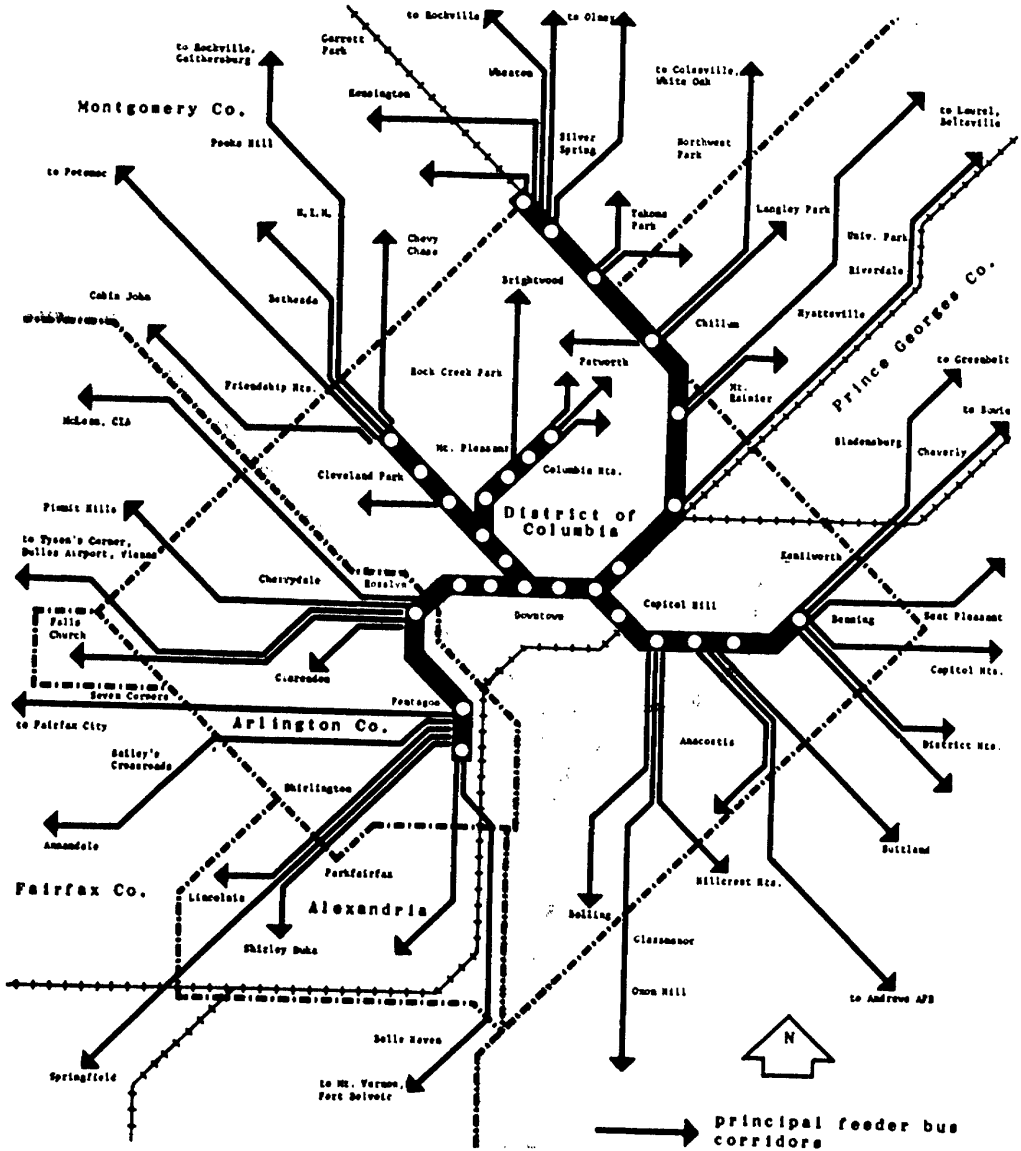 to Rockville
to Olney
Garrett
Park
to Rockville,
Gaithersburg
Wheaton
to Colesville,
White Oak
Kensington
Montgomery Co.
to Laurel,
Beltsville
Pooks Hill
Silver
Spring
Northwest
Park
to Potomac
N.I.H.
Takoma
Park
Langley Park
Chevy
Chase
Univ. Park
Riverdale
Brightwood
Cabin John
Bethesda
Hyattsville
Prince Georges Co.
Chillum
Petworth
to Greenbelt
Rock Creek Park
Friendship Hts.
Mt.
Rainier
to Bowie
McLean, CIA
Bladensburg
Cheverly
Mt. Pleasant
Cleveland Park
Columbia Hts.
Pimmit Hills
District of
Columbia
to Tyson's Corner,
Dulles Airport, Vienna
Kenilworth
Cherrydale
Rosslyn
Downtown
Capitol Hill
Falls
Church
Benning
Seat Pleasant
Clarendon
Capitol Hts.
Seven Corners
Pentagon
to Fairfax City
Arlington Co.
Anacostia
District Hts.
Bailey's
Crossroads
Shirlington
Annandale
Suitland
Parkfairfax
Fairfax Co.
Lincolnia
Hillcrest Hts.
Alexandria
Bolling
Shirley Duke
Glassmanor
Oxon Hill
to Andrews AFB
Belle Haven
N
Springfield
to Mt. Vernon,
Fort Belvoir
principal feeder bus
corridors